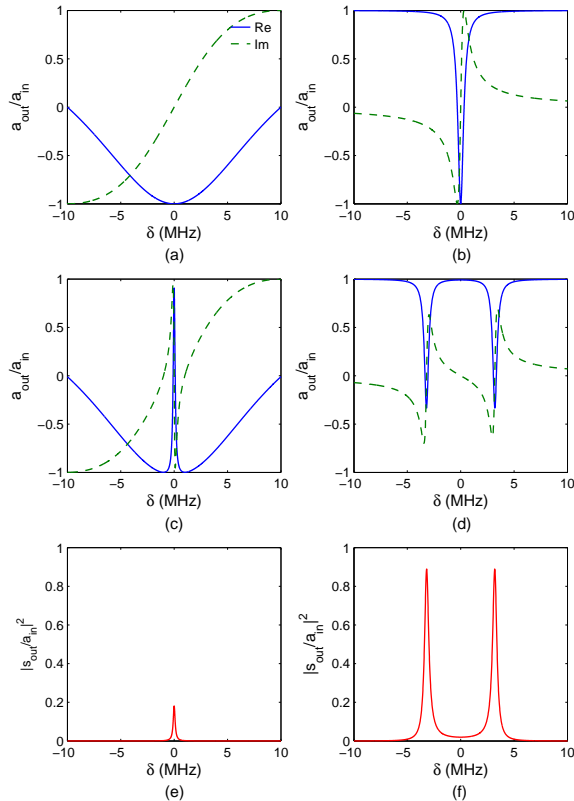 1
0.5
0
−0.5
−1
a_out/a_in
Re
Im
−10 −5 0 5 10
δ (MHz)
(a)
1
0.5
0
−0.5
−1
a_out/a_in
−10 −5 0 5 10
δ (MHz)
(b)
1
0.5
0
−0.5
−1
a_out/a_in
−10 −5 0 5 10
δ (MHz)
(c)
1
0.5
0
−0.5
−1
a_out/a_in
−10 −5 0 5 10
δ (MHz)
(d)
1
0.8
0.6
0.4
0.2
0
|s_out/a_in|^2
−10 −5 0 5 10
δ (MHz)
(e)
1
0.8
0.6
0.4
0.2
0
|s_out/a_in|^2
−10 −5 0 5 10
δ (MHz)
(f)